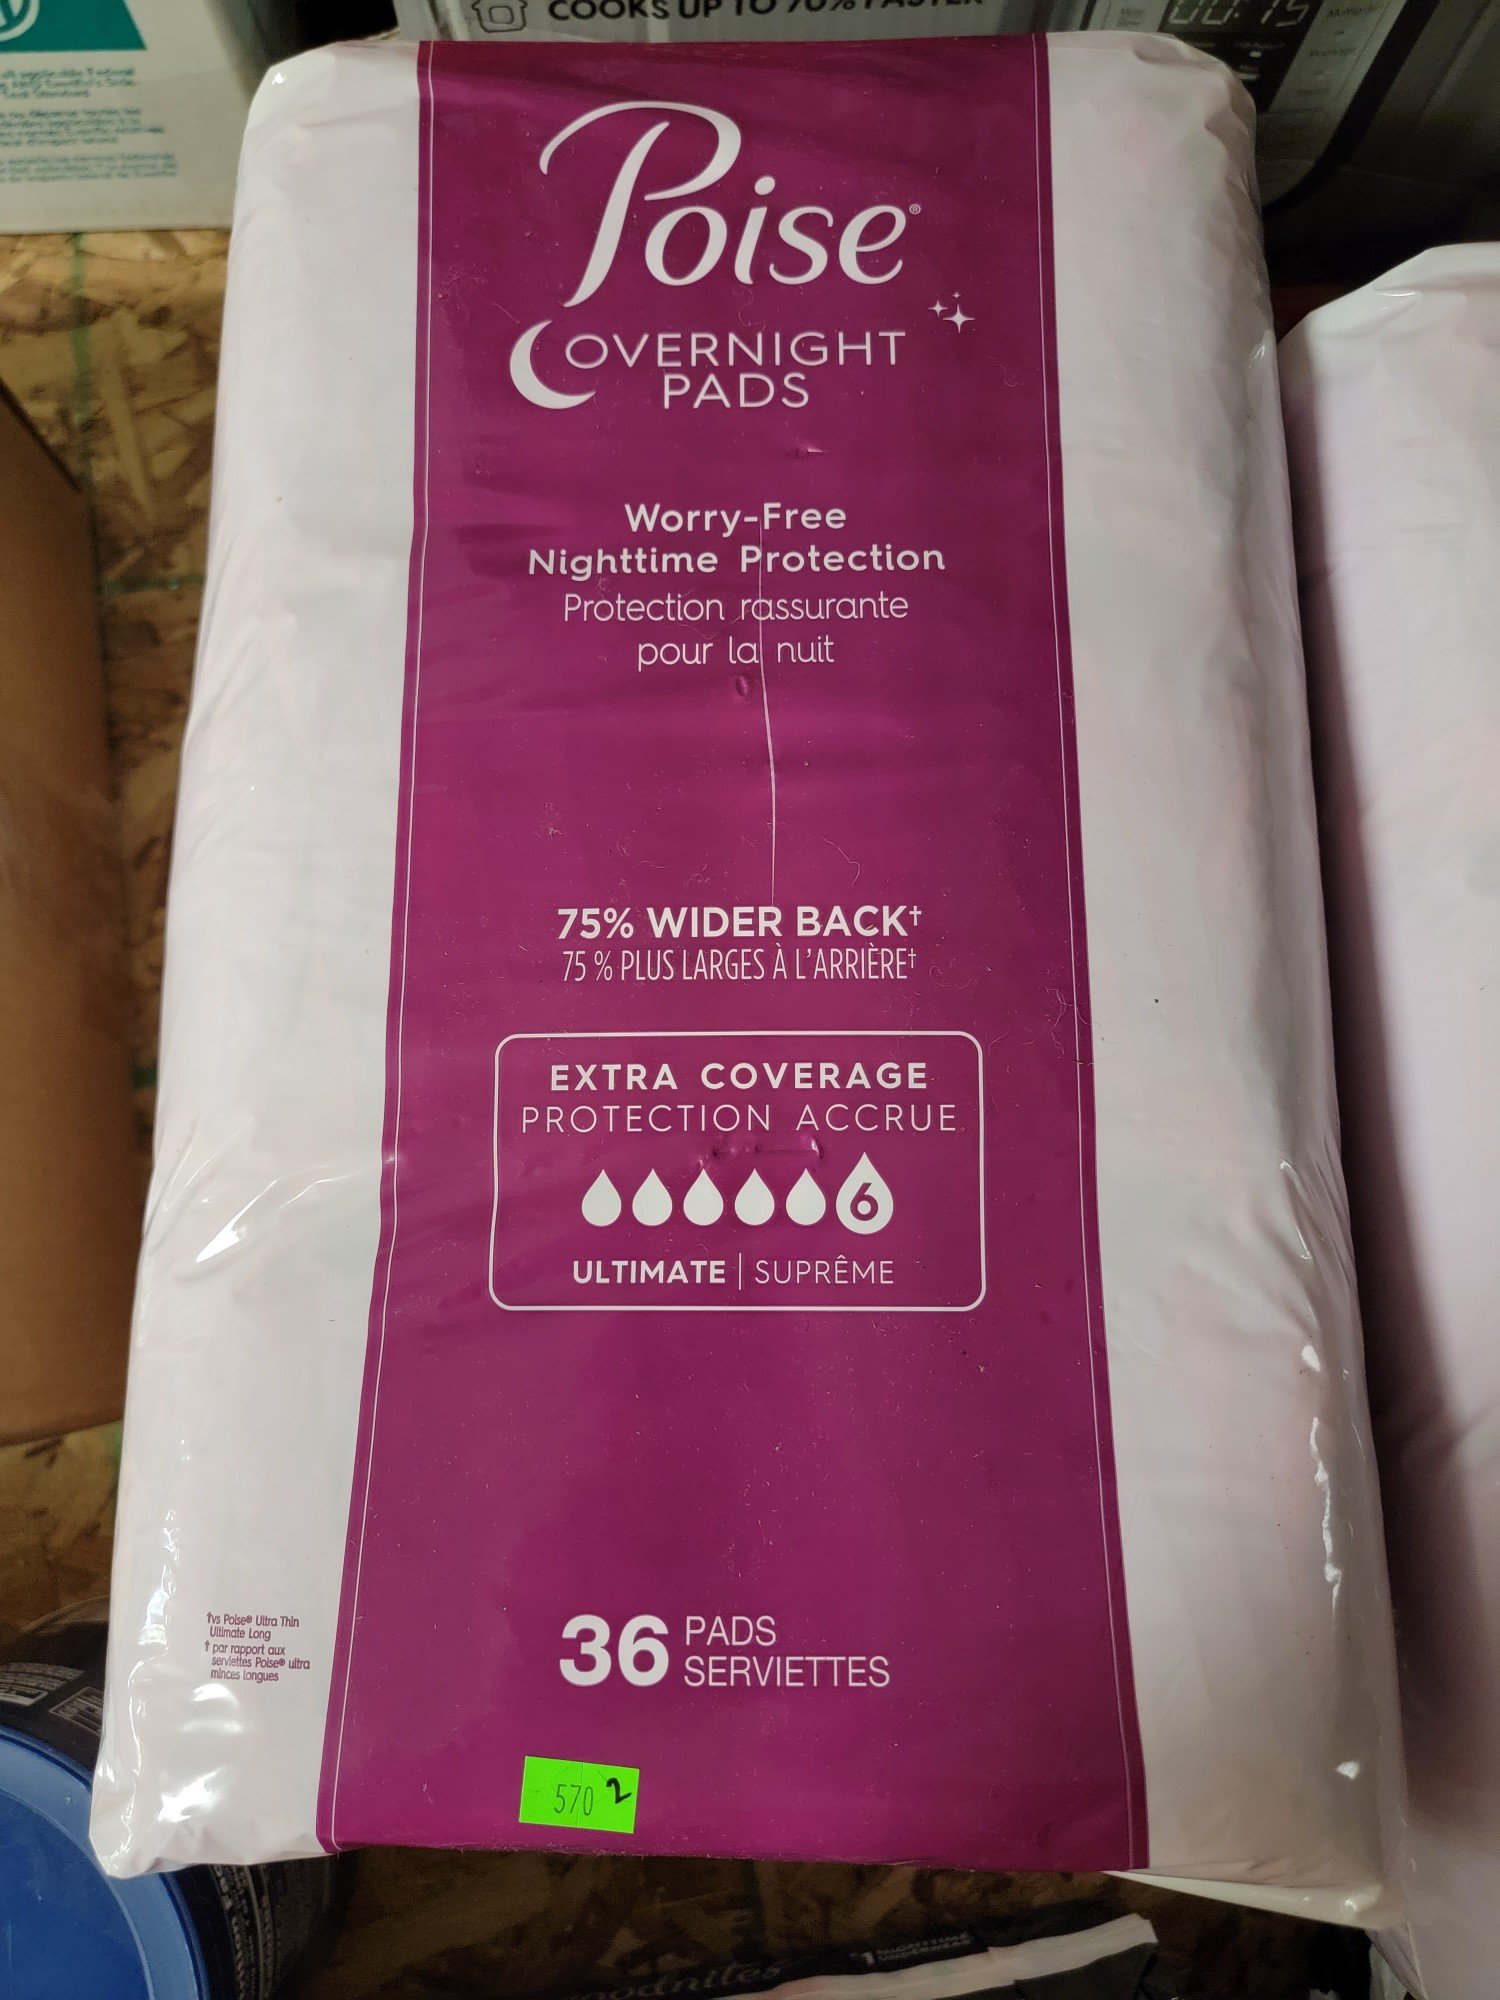 COOKS UP TO 70% FASTER
00:15
Poise®
OVERNIGHT
PADS
Worry-Free
Nighttime Protection
Protection rassurante
pour la nuit
75% WIDER BACK†
75 % PLUS LARGES À L'ARRIÈRE†
EXTRA COVERAGE
PROTECTION ACCRUE
6
ULTIMATE | SUPRÊME
†vs Poise® Ultra Thin
Ultimate Long
† par rapport aux
serviettes Poise® ultra
minces longues
36 PADS
SERVIETTES
570 2